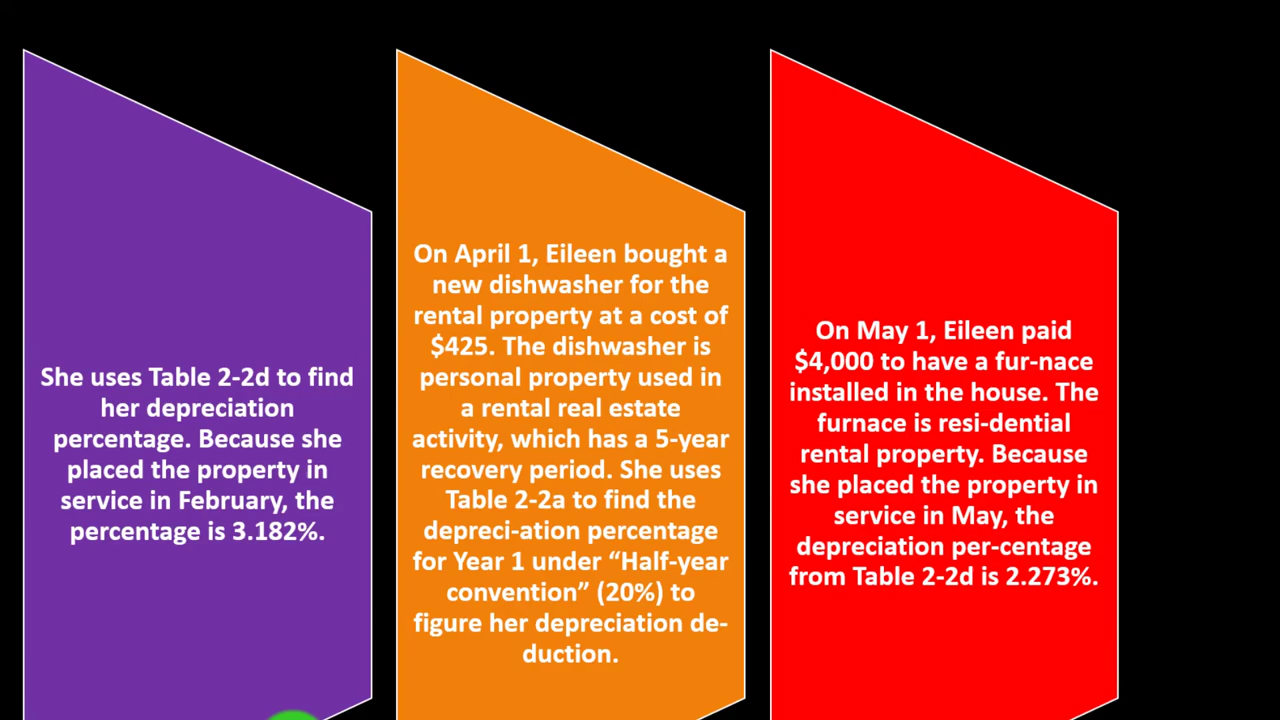 She uses Table 2-2d to find
her depreciation
percentage. Because she
placed the property in
service in February, the
percentage is 3.182%.
On April 1, Eileen bought a
new dishwasher for the
rental property at a cost of
$425. The dishwasher is
personal property used in
a rental real estate
activity, which has a 5-year
recovery period. She uses
Table 2-2a to find the
depreci-ation percentage
for Year 1 under “Half-year
convention” (20%) to
figure her depreciation de-
duction.
On May 1, Eileen paid
$4,000 to have a fur-nace
installed in the house. The
furnace is resi-dential
rental property. Because
she placed the property in
service in May, the
depreciation per-centage
from Table 2-2d is 2.273%.